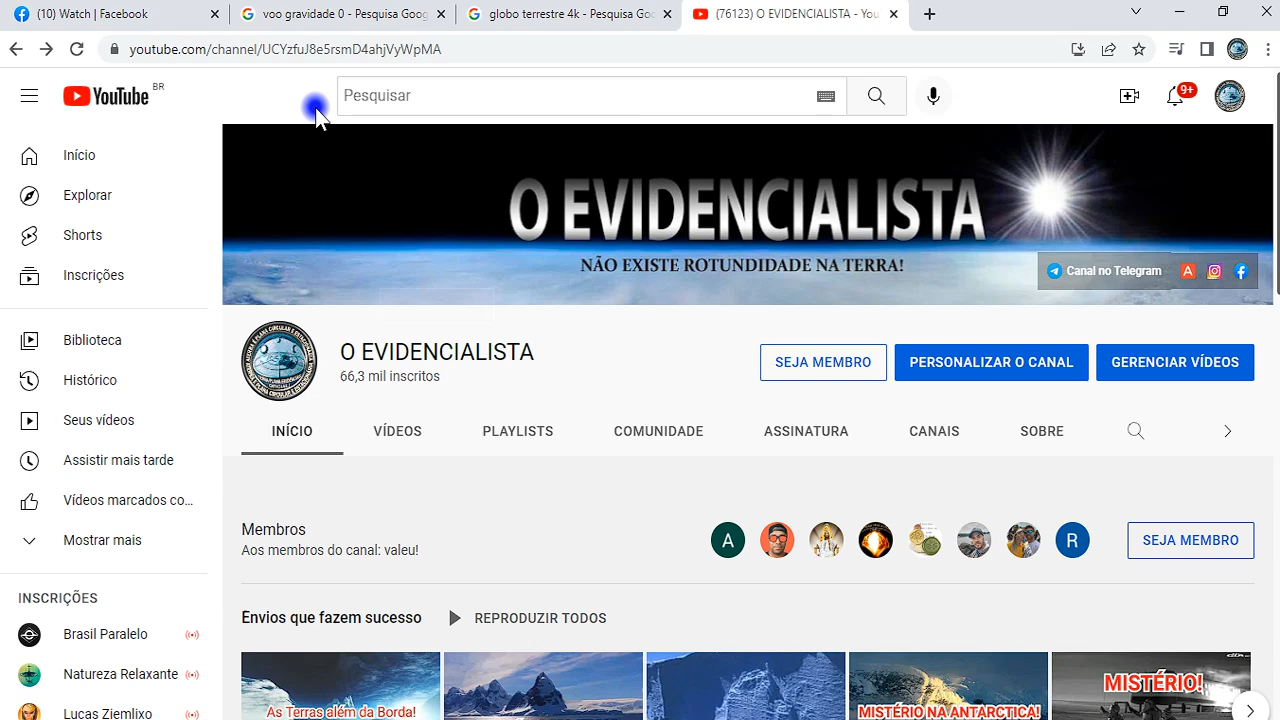 (10) Watch | Facebook
voo gravidade 0 - Pesquisa Goog
globo terrestre 4k - Pesquisa Goo
(76123) O EVIDENCIALISTA - You
youtube.com/channel/UCYzfuJ8e5rsmD4ahjVyWpMA
YouTube BR
Pesquisar
9+
Início
Explorar
Shorts
Inscrições
Biblioteca
Histórico
Seus vídeos
Assistir mais tarde
Vídeos marcados co...
Mostrar mais
INSCRIÇÕES
Brasil Paralelo
Natureza Relaxante
Lucas Ziemlixo
O EVIDENCIALISTA
NÃO EXISTE ROTUNDIDADE NA TERRA!
Canal no Telegram
O EVIDENCIALISTA
66,3 mil inscritos
SEJA MEMBRO
PERSONALIZAR O CANAL
GERENCIAR VÍDEOS
INÍCIO
VÍDEOS
PLAYLISTS
COMUNIDADE
ASSINATURA
CANAIS
SOBRE
Membros
Aos membros do canal: valeu!
A
R
SEJA MEMBRO
Envios que fazem sucesso
REPRODUZIR TODOS
As Terras além da Borda!
MISTÉRIO NA ANTARCTICA!
MISTÉRIO!